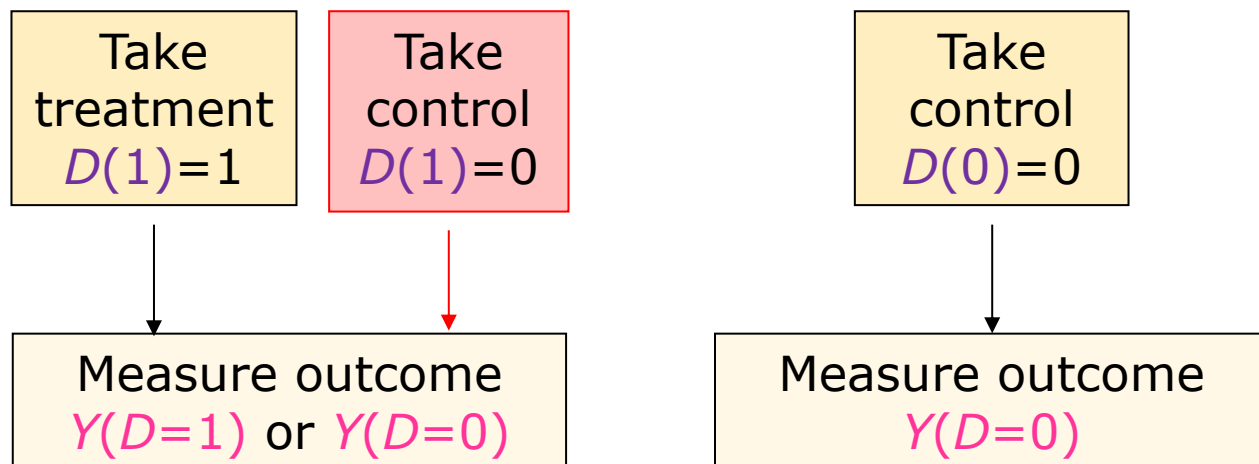 Take
treatment
D(1)=1
Take
control
D(1)=0
Take
control
D(0)=0
Measure outcome
Y(D=1) or Y(D=0)
Measure outcome
Y(D=0)